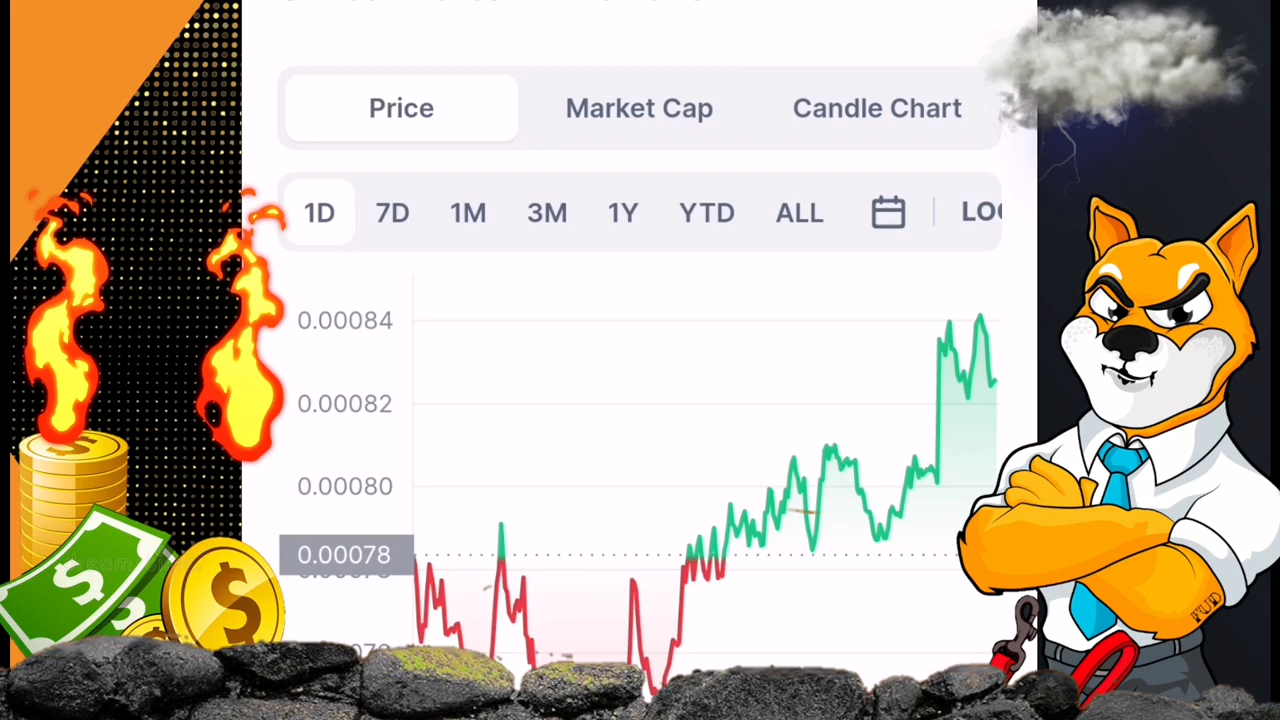 Price Market Cap Candle Chart
1D 7D 1M 3M 1Y YTD ALL
0.00084
0.00082
0.00080
0.00078
$
$
$
FUD